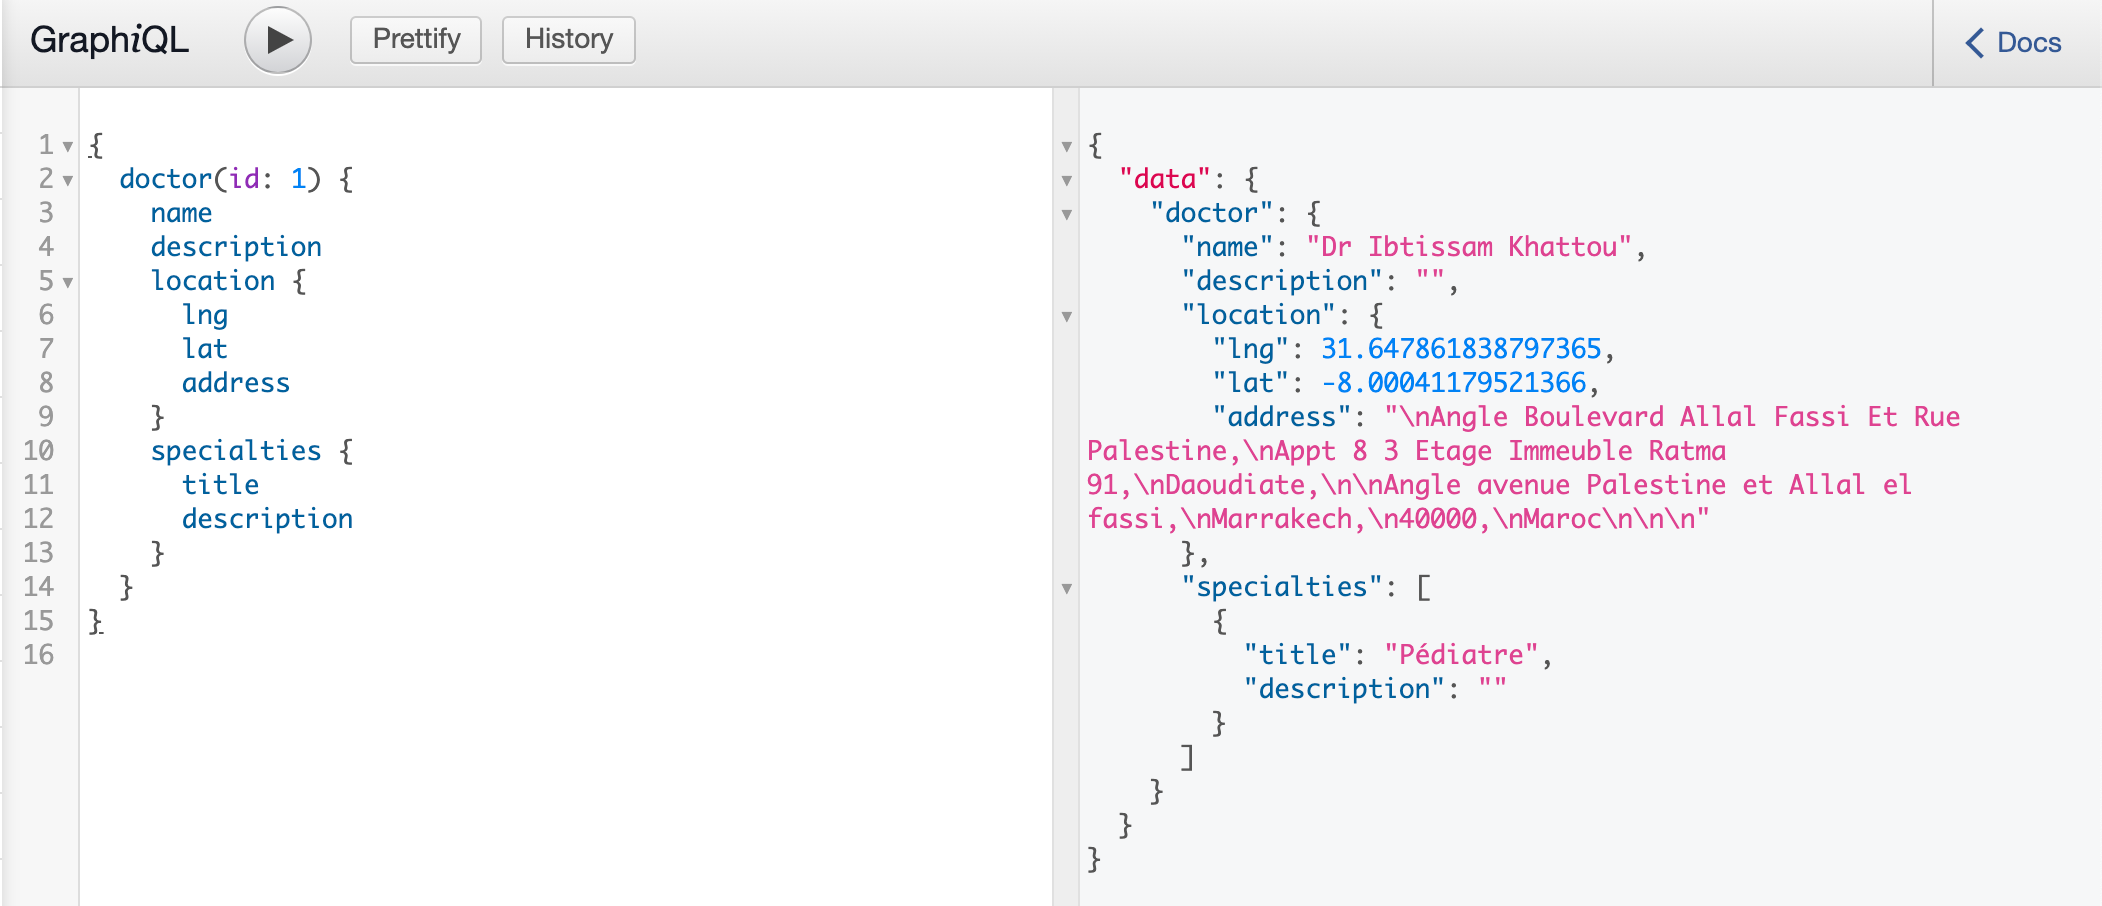 GraphiQL Prettify History Docs
1 {
2 doctor(id: 1) {
3 name
4 description
5 location {
6 lng
7 lat
8 address
9 }
10 specialties {
11 title
12 description
13 }
14 }
15 }
16
{
"data": {
"doctor": {
"name": "Dr Ibtissam Khattou",
"description": "",
"location": {
"lng": 31.647861838797365,
"lat": -8.00041179521366,
"address": "\nAngle Boulevard Allal Fassi Et Rue
Palestine,\nAppt 8 3 Etage Immeuble Ratma
91,\nDaoudiate,\n\nAngle avenue Palestine et Allal el
fassi,\nMarrakech,\n40000,\nMaroc\n\n\n"
},
"specialties": [
{
"title": "Pédiatre",
"description": ""
}
]
}
}
}